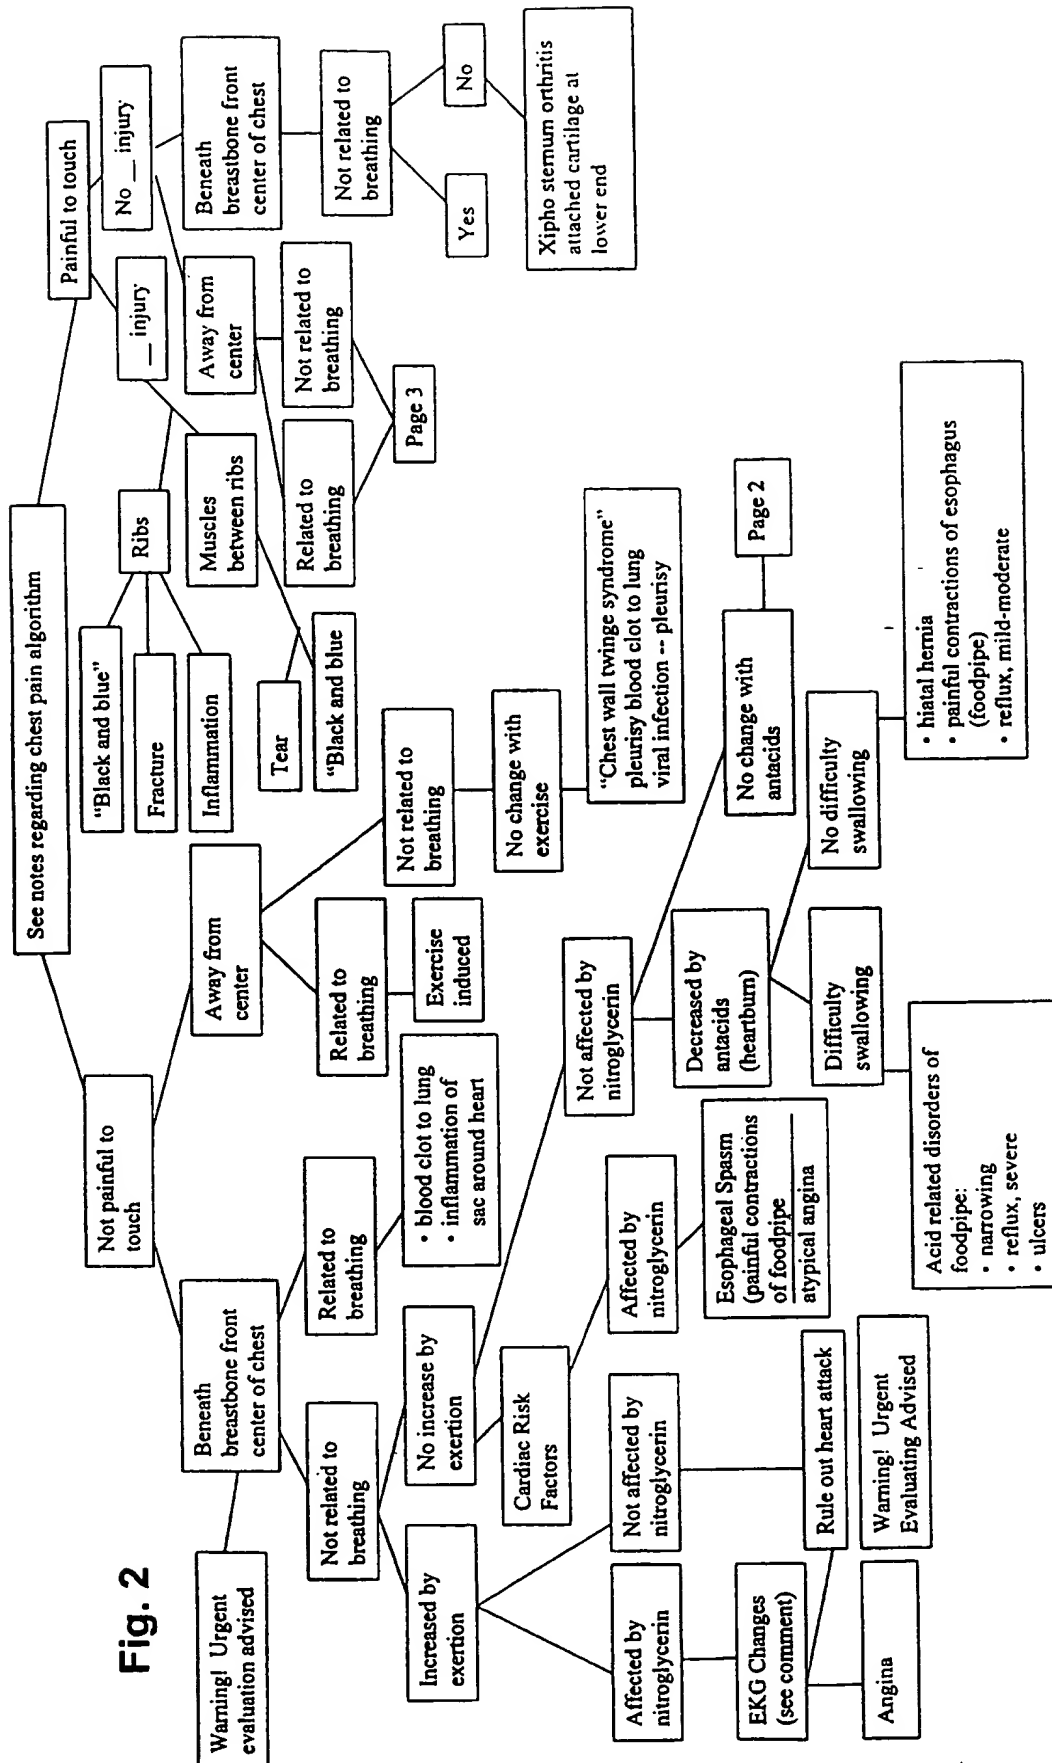 Fig. 2
See notes regarding chest pain algorithm
Not painful to
touch
Painful to touch
Warning! Urgent
evaluation advised
Beneath
breastbone front
center of chest
Away from
center
"Black and blue"
Fracture
Inflammation
Ribs
_ injury
No _ injury
Muscles
between ribs
Tear
"Black and blue
Away from
center
Beneath
breastbone front
center of chest
Related to
breathing
Not related to
breathing
Page 3
Not related to
breathing
Yes
No
Xipho sternum orthritis
attached cartilage at
lower end
Not related to
breathing
Related to
breathing
• blood clot to lung
• inflammation of
sac around heart
Related to
breathing
Exercise
induced
Not related to
breathing
No change with
exercise
"Chest wall twinge syndrome"
pleurisy blood clot to lung
viral infection -- pleurisy
Increased by
exertion
No increase by
exertion
Cardiac Risk
Factors
Not affected by
nitroglycerin
Affected by
nitroglycerin
Not affected by
nitroglycerin
Affected by
nitroglycerin
Decreased by
antacids
(heartburn)
No change with
antacids
Page 2
EKG Changes
(see comment)
Rule out heart attack
Esophageal Spasm
(painful contractions
of foodpipe
atypical angina
Difficulty
swallowing
No difficulty
swallowing
Angina
Warning! Urgent
Evaluating Advised
Acid related disorders of
foodpipe:
• narrowing
• reflux, severe
• ulcers
• hiatal hernia
• painful contractions of esophagus
(foodpipe)
• reflux, mild-moderate